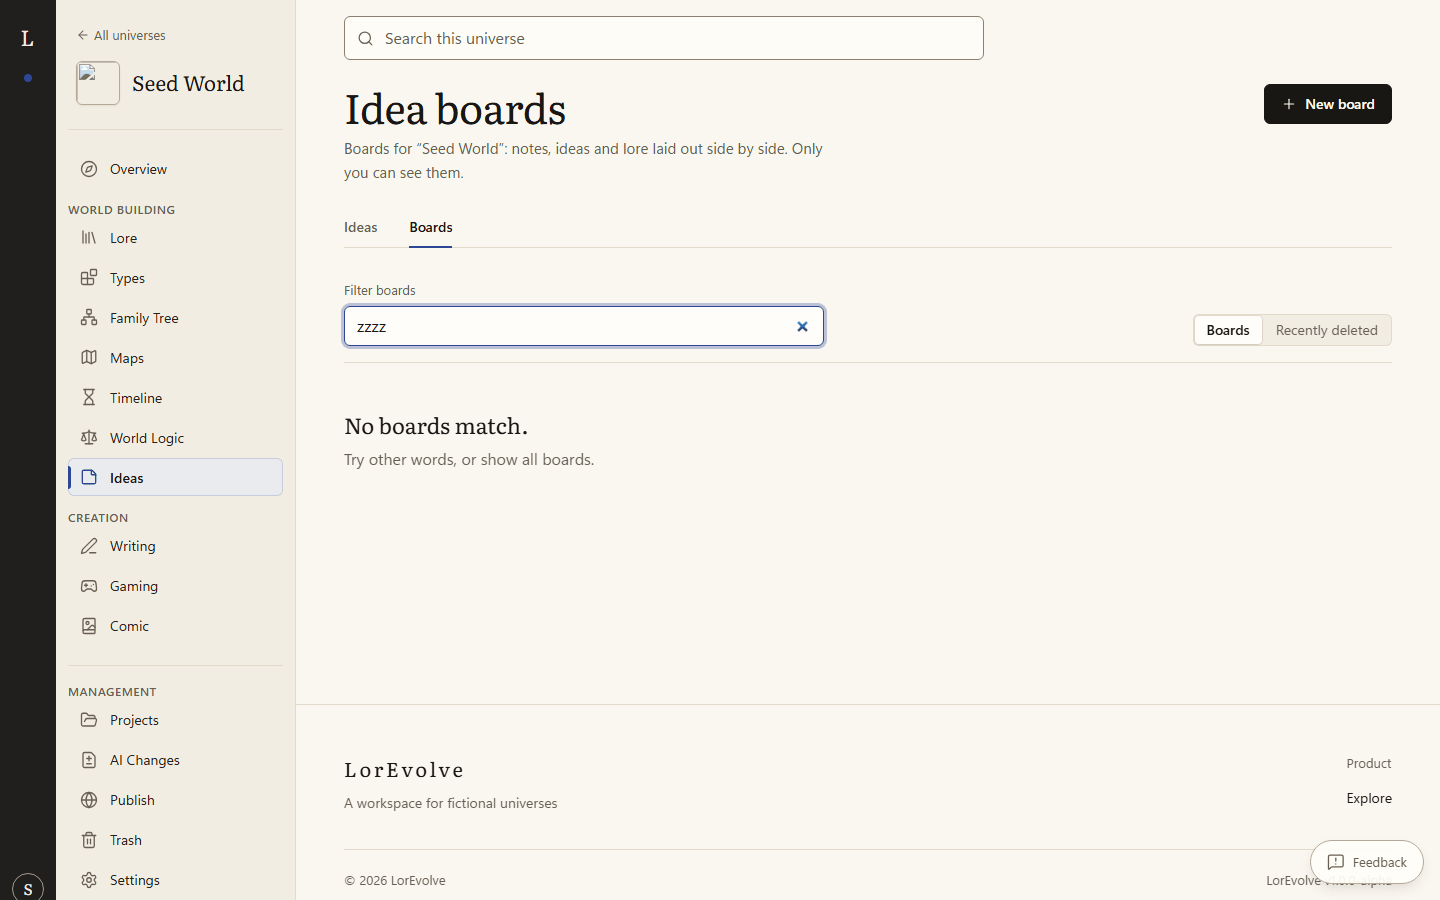 L
← All universes
Seed World
Overview
WORLD BUILDING
Lore
Types
Family Tree
Maps
Timeline
World Logic
Ideas
CREATION
Writing
Gaming
Comic
MANAGEMENT
Projects
AI Changes
Publish
Trash
Settings
S
Search this universe
Idea boards
New board
Boards for “Seed World”: notes, ideas and lore laid out side by side. Only
you can see them.
Ideas
Boards
Filter boards
zzzz
Boards
Recently deleted
No boards match.
Try other words, or show all boards.
LorEvolve
A workspace for fictional universes
Product
Explore
Feedback
© 2026 LorEvolve
LorEvolve